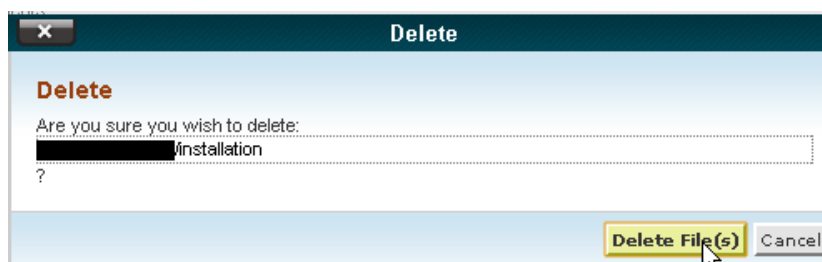 Delete
Delete
Are you sure you wish to delete:
/installation
?
Delete File(s) Cancel